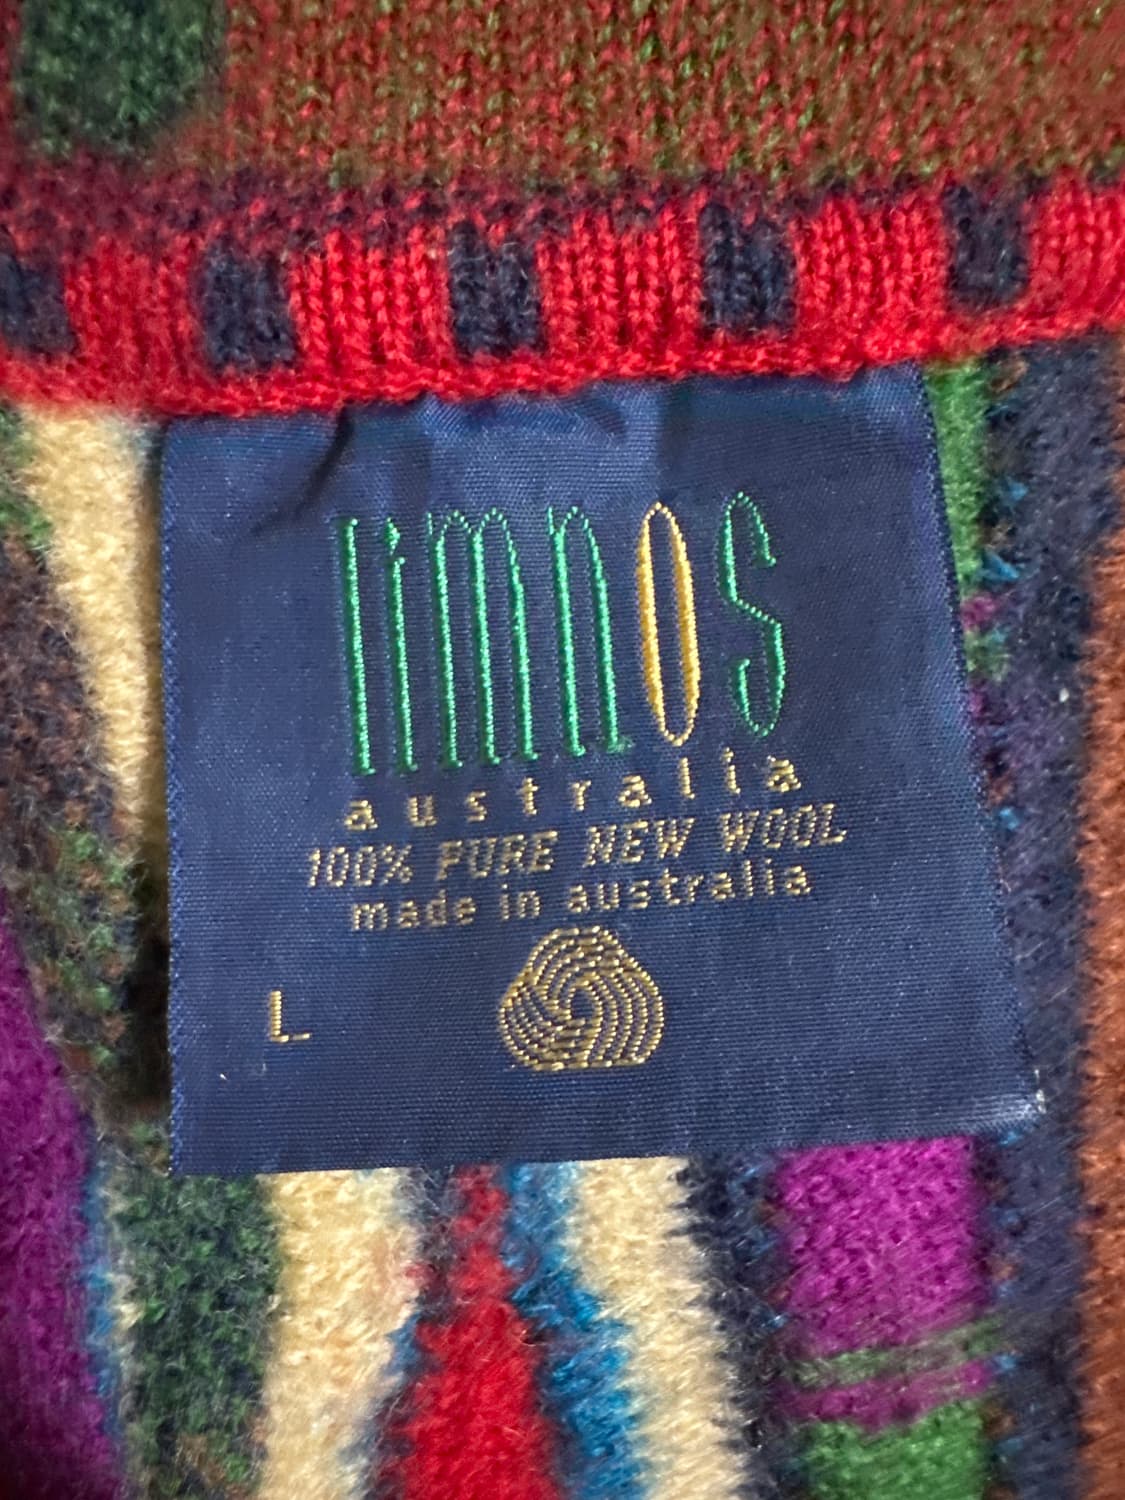 limnos
australia
100% PURE NEW WOOL
made in australia
L